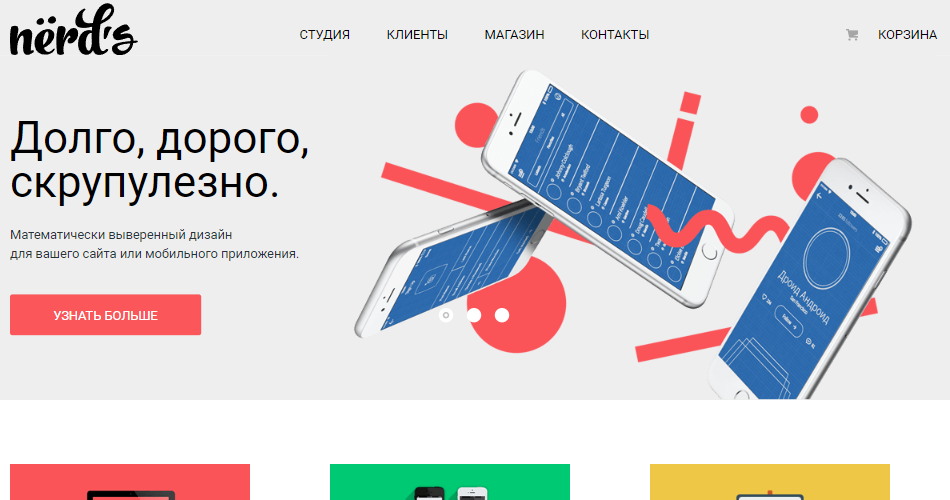 nёrd's
СТУДИЯ КЛИЕНТЫ МАГАЗИН КОНТАКТЫ КОРЗИНА
Долго, дорого,
скрупулезно.
Математически выверенный дизайн
для вашего сайта или мобильного приложения.
УЗНАТЬ БОЛЬШЕ
Дроид Андроид